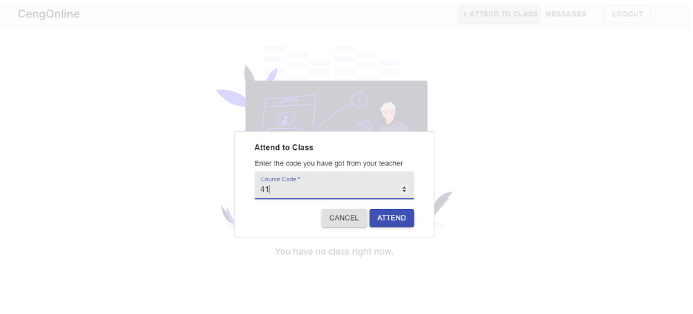 CengOnline
+ ATTEND TO CLASS MESSAGES LOGOUT
Attend to Class
Enter the code you have got from your teacher
Course Code *
41
CANCEL ATTEND
You have no class right now.